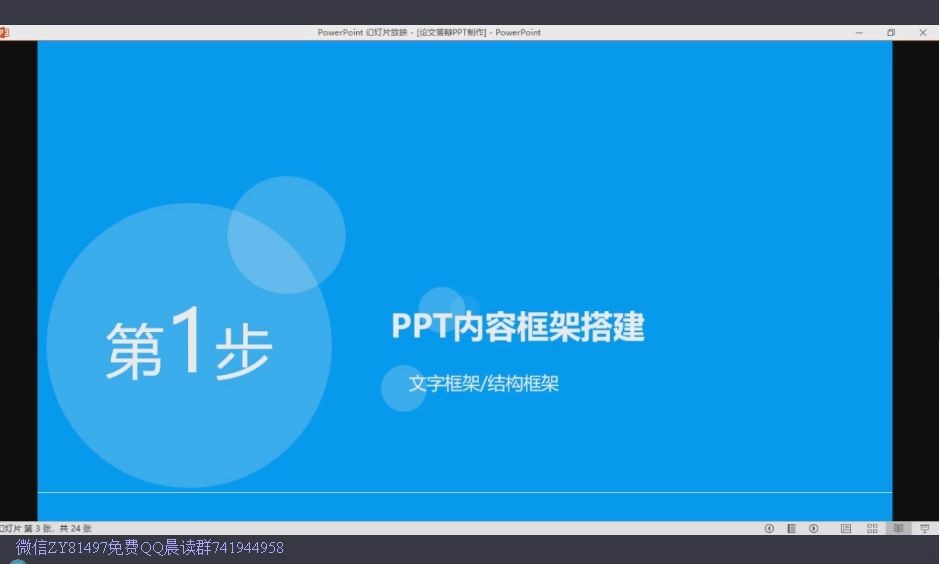 PowerPoint 幻灯片放映 - [论文答辩PPT制作] - PowerPoint
第1步
PPT内容框架搭建
文字框架/结构框架
幻灯片 第 3 张，共 24 张
微信ZY81497免费QQ晨读群741944958